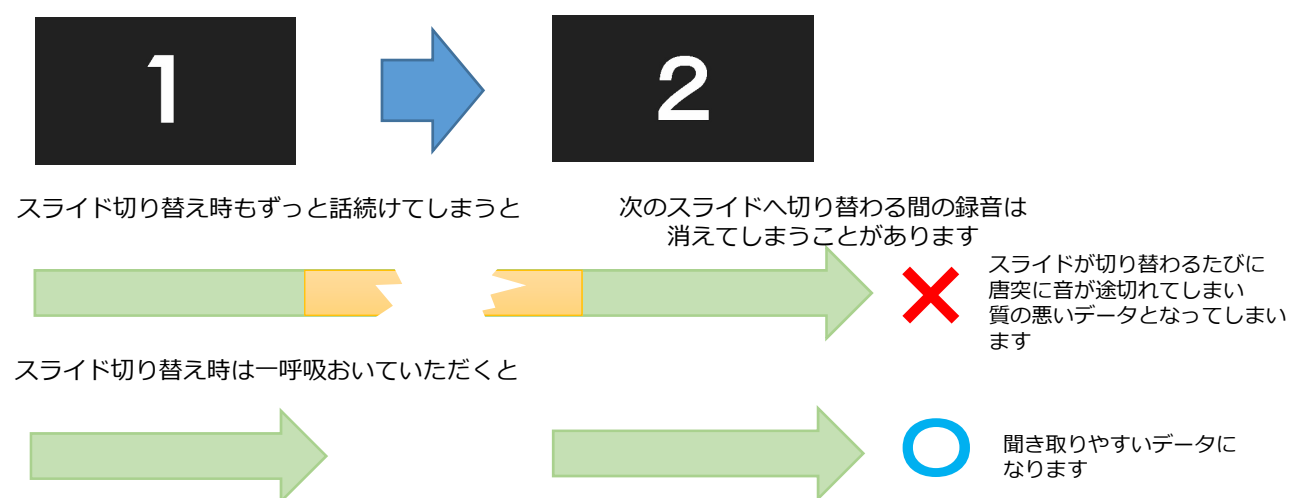 1
2
スライド切り替え時もずっと話続けてしまうと
次のスライドへ切り替わる間の録音は
消えてしまうことがあります
スライドが切り替わるたびに
唐突に音が途切れてしまい
質の悪いデータとなってしまい
ます
スライド切り替え時は一呼吸おいていただくと
聞き取りやすいデータに
なります